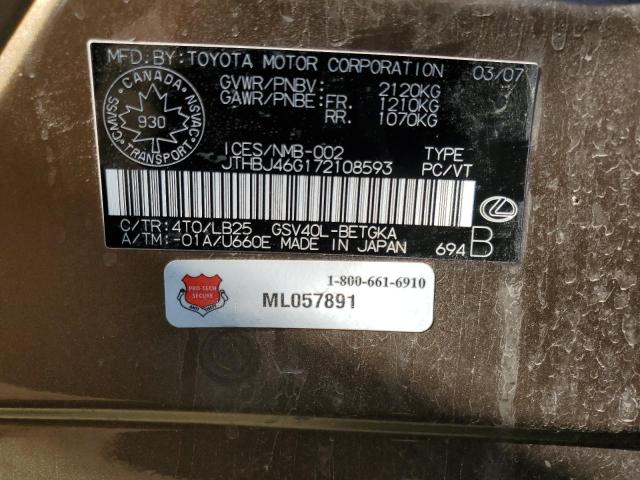 MFD. BY: TOYOTA MOTOR CORPORATION 03/07
GVWR/PNBV 2120KG
GAWR/PNBE: FR. 1210KG
RR. 1070KG
CANADA
CMVSS NSVAC
930
TRANSPORT
ICES/NMB-002 TYPE
JTHBJ46G172108593 PC/VT
C/TR: 4T0/LB25 GSV40L-BETGKA
A/TM: -01A/U660E MADE IN JAPAN 694 B
1-800-661-6910
PRO-TECH
SECURE
ML057891